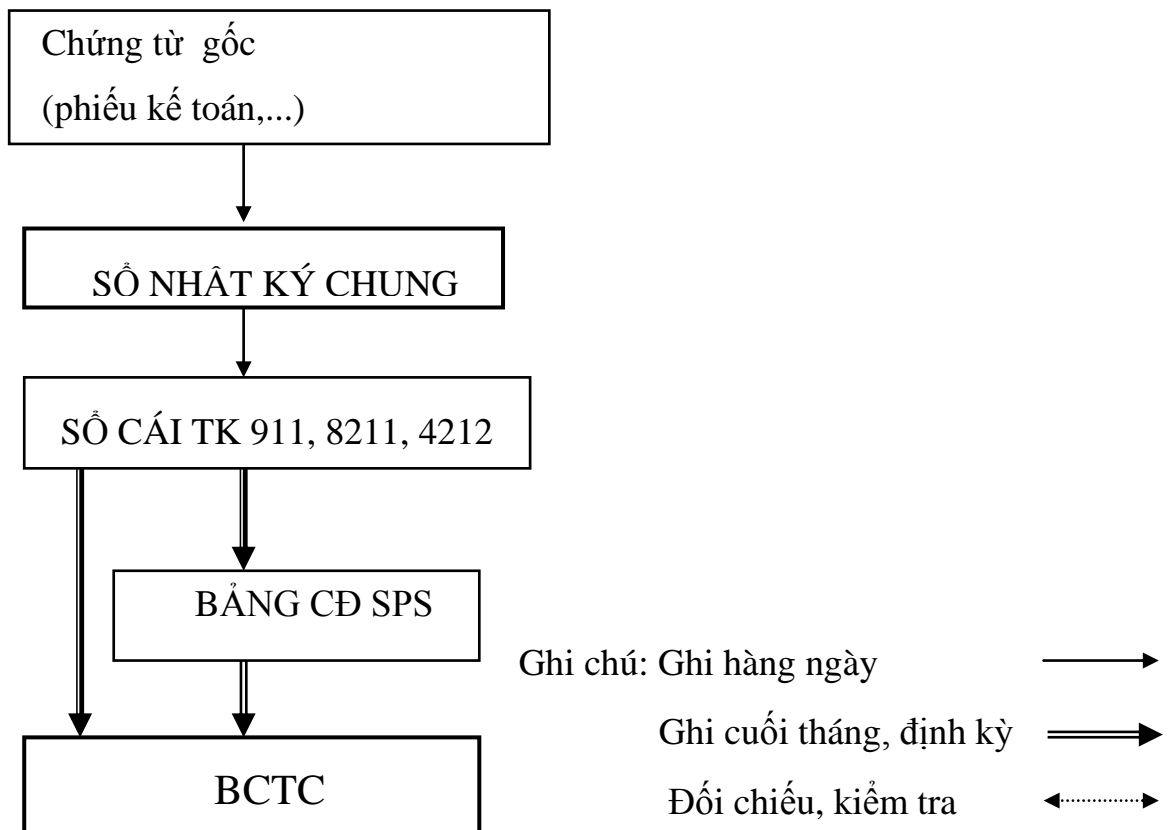 Chứng từ gốc
(phiếu kế toán,...)
SỔ NHÂT KÝ CHUNG
SỔ CÁI TK 911, 8211, 4212
BẢNG CĐ SPS
Ghi chú: Ghi hàng ngày
Ghi cuối tháng, định kỳ
BCTC
Đối chiếu, kiểm tra